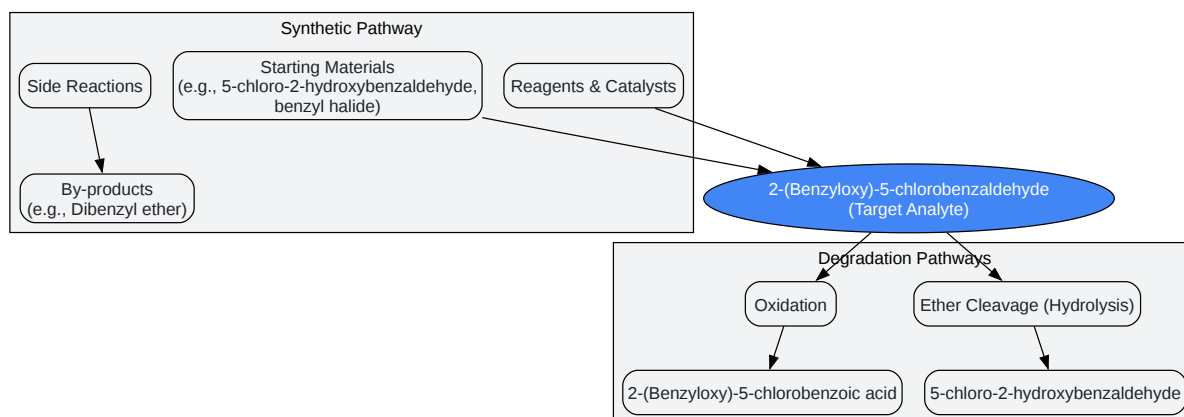 Synthetic Pathway
Side Reactions
Starting Materials
(e.g., 5-chloro-2-hydroxybenzaldehyde,
benzyl halide)
Reagents & Catalysts
By-products
(e.g., Dibenzyl ether)
2-(Benzyloxy)-5-chlorobenzaldehyde
(Target Analyte)
Degradation Pathways
Oxidation
Ether Cleavage (Hydrolysis)
2-(Benzyloxy)-5-chlorobenzoic acid
5-chloro-2-hydroxybenzaldehyde